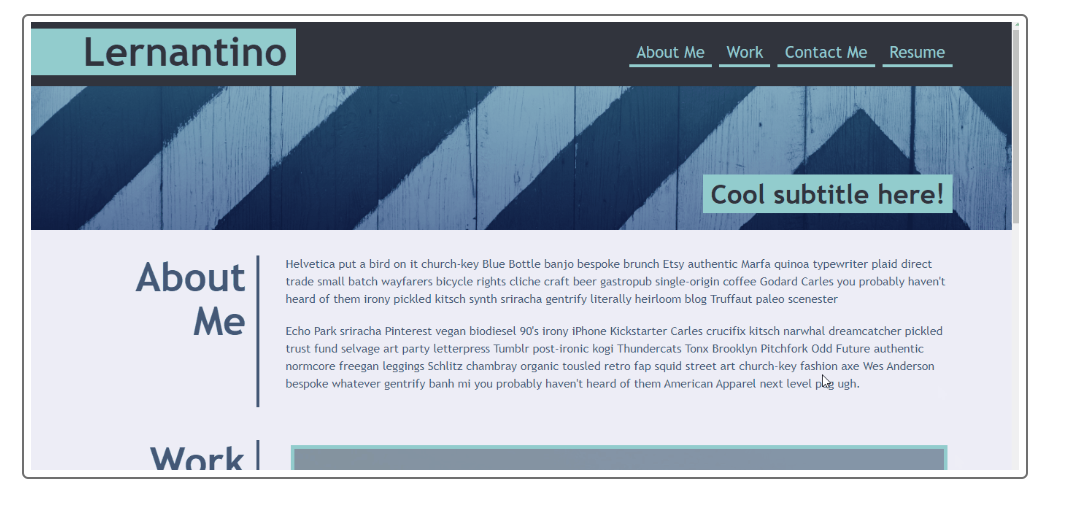 Lernantino
About Me
Work
Contact Me
Resume
Cool subtitle here!
About
Me
Helvetica put a bird on it church-key Blue Bottle banjo bespoke brunch Etsy authentic Marfa quinoa typewriter plaid direct
trade small batch wayfarers bicycle rights cliche craft beer gastropub single-origin coffee Godard Carles you probably haven't
heard of them irony pickled kitsch synth sriracha gentrify literally heirloom blog Truffaut paleo scenester
Echo Park sriracha Pinterest vegan biodiesel 90's irony iPhone Kickstarter Carles crucifix kitsch narwhal dreamcatcher pickled
trust fund selvage art party letterpress Tumblr post-ironic kogi Thundercats Tonx Brooklyn Pitchfork Odd Future authentic
normcore freegan leggings Schlitz chambray organic tousled retro fap squid street art church-key fashion axe Wes Anderson
bespoke whatever gentrify banh mi you probably haven't heard of them American Apparel next level pug ugh.
Work